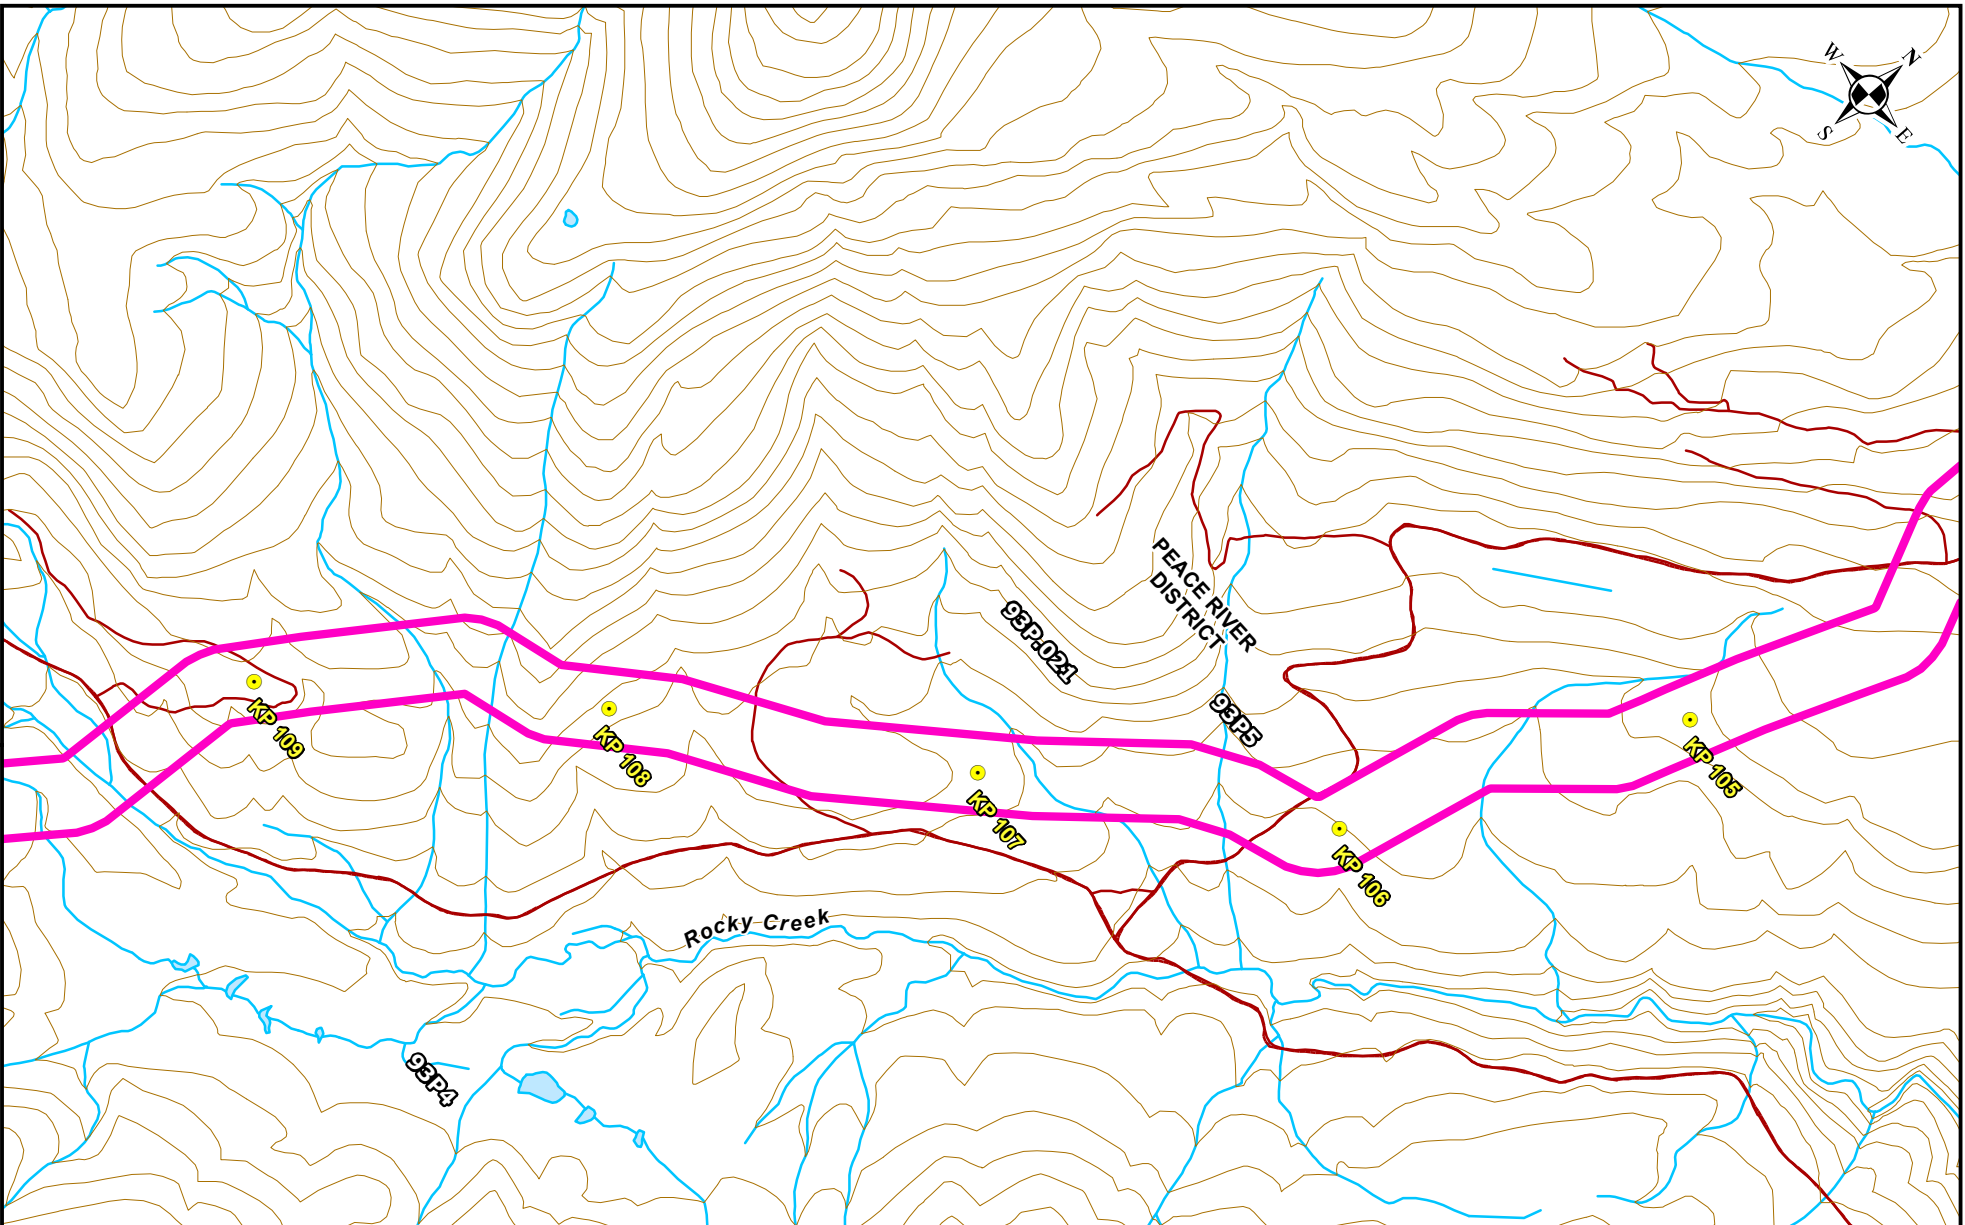 W N
S E
PEACE RIVER
DISTRICT
93P.021
93P5
KP 109
KP 108
KP 107
KP 106
KP 105
Rocky Creek
93P4